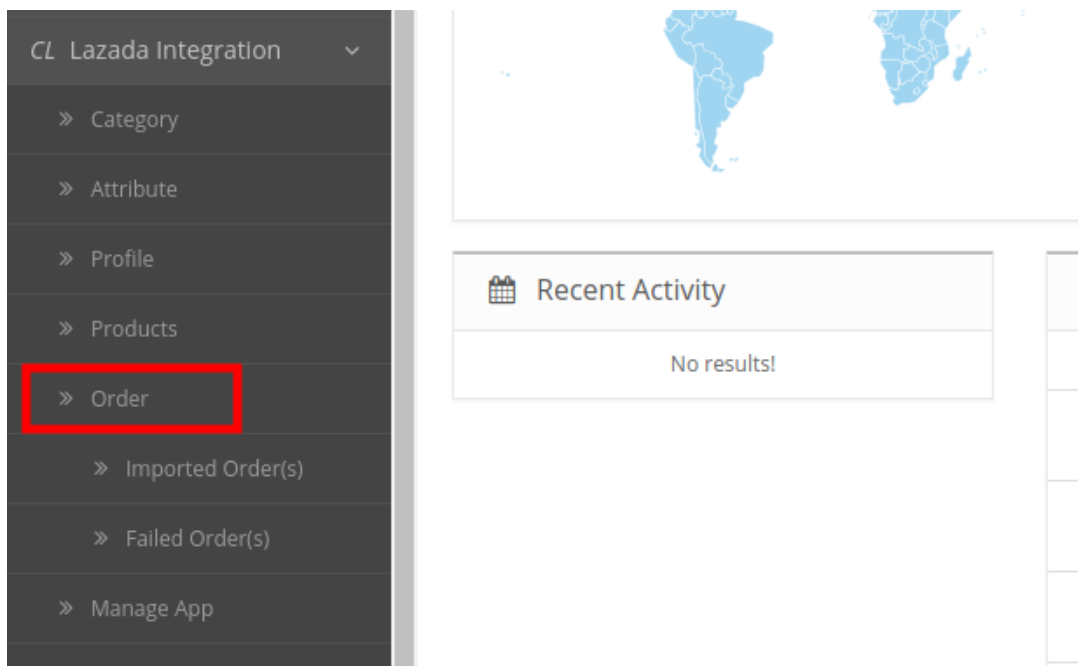 CL Lazada Integration
» Category
» Attribute
» Profile
» Products
» Order
» Imported Order(s)
» Failed Order(s)
» Manage App
Recent Activity
No results!